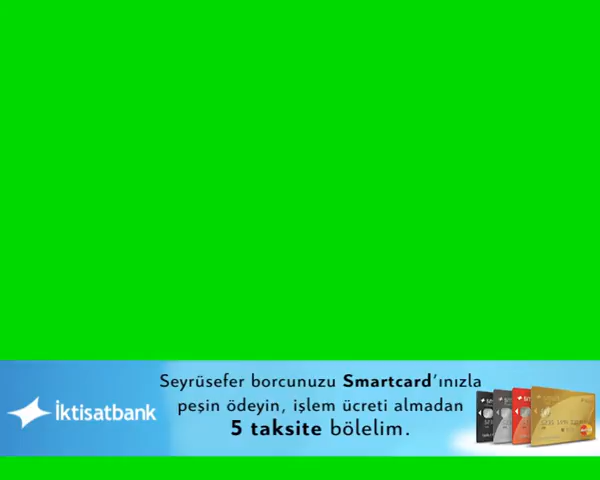 Seyrüsefer borcunuzu Smartcard'ınızla
peşin ödeyin, işlem ücreti almadan
5 taksite bölelim.
İktisatbank